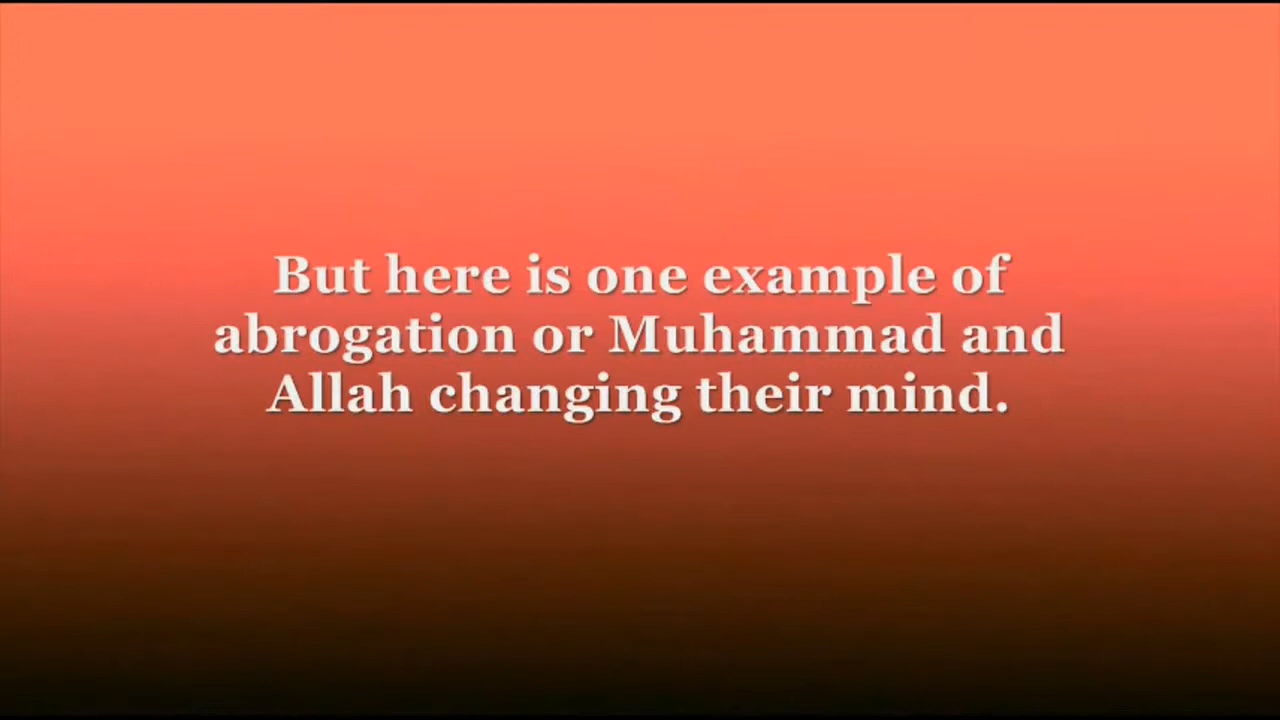 But here is one example of
abrogation or Muhammad and
Allah changing their mind.